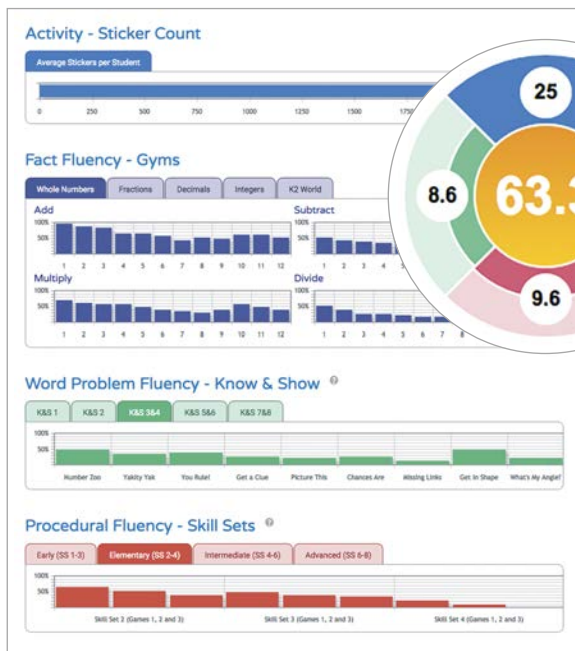 Activity - Sticker Count
Average Stickers per Student
0 250 500 750 1000 1250 1500
25
Fact Fluency - Gyms
Whole Numbers Fractions Decimals Integers K2 World
8.6
63.
Add Subtract
100%
50%
1 2 3 4 5 6 7 8 9 10 11 12 1 2 3 4
9.6
Multiply Divide
100% 100%
50% 50%
1 2 3 4 5 6 7 8 9 10 11 12 1 2 3 4 5 6 7
Word Problem Fluency - Know & Show
K&S 1 K&S 2 K&S 3&4 K&S 5&6 K&S 7&8
100%
50%
Number Zoo Yakity Yak You Rule! Get a Clue Picture This Chances Are Missing Links Get In Shape What's My Angle?
Procedural Fluency - Skill Sets
Early (SS 1-3) Elementary (SS 2-4) Intermediate (SS 4-6) Advanced (SS 6-8)
100%
50%
Skill Set 2 (Games 1, 2 and 3) Skill Set 3 (Games 1, 2 and 3) Skill Set 4 (Games 1, 2 and 3)